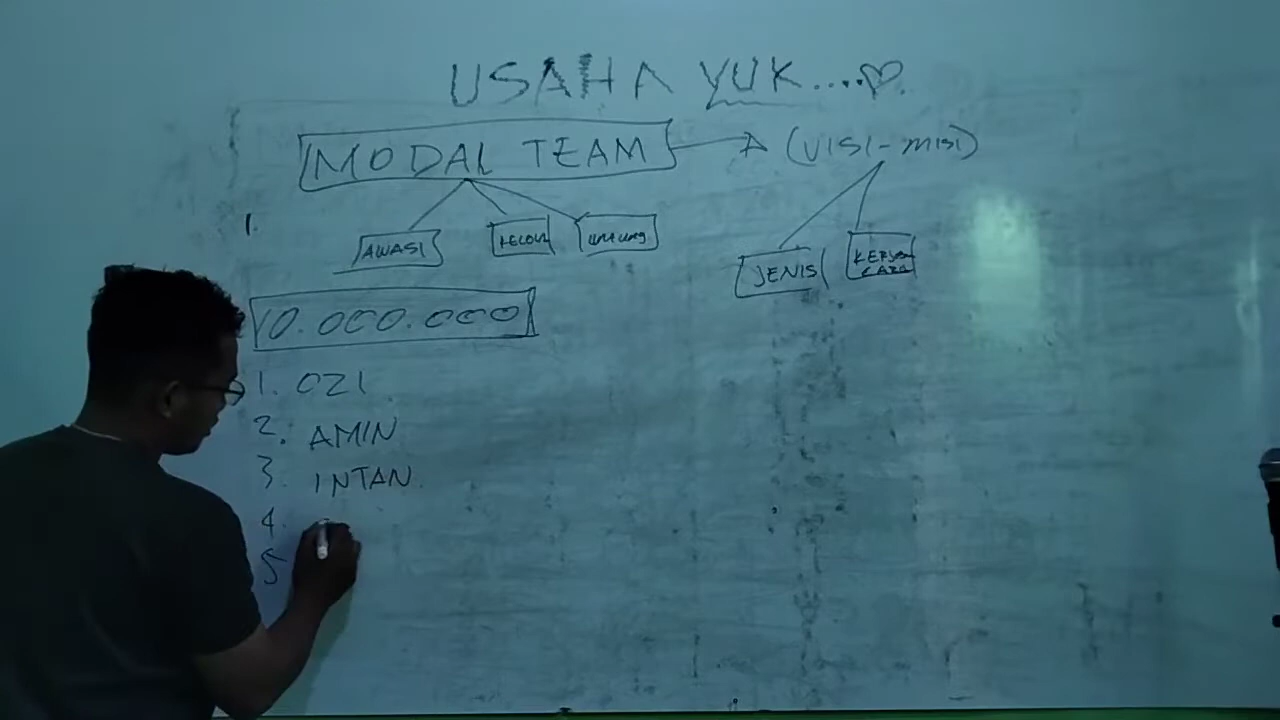 USAHA YUK....♡.
MODAL TEAM → (VISI-MISI)
1.
AWASI KELOLA
JENIS
10.000.000
1. OZI
2. AMIN
3. INTAN
4.
5